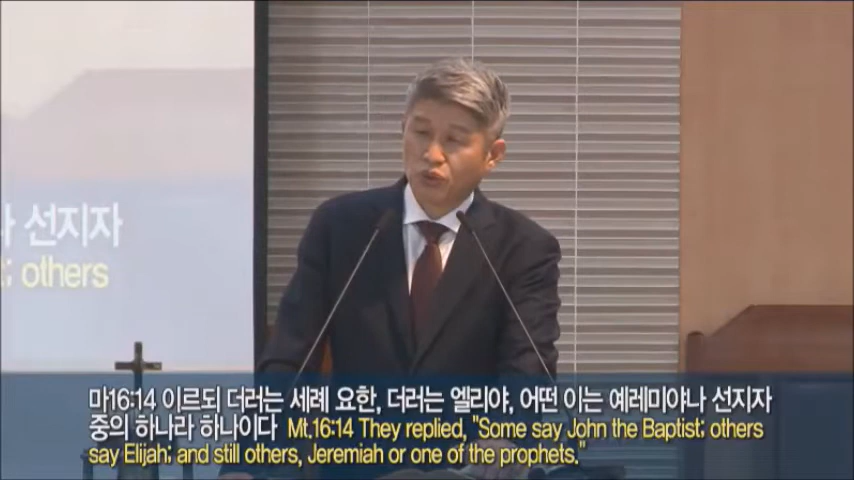 나 선지자
; others
마16:14 이르되 더러는 세례 요한, 더러는 엘리야, 어떤 이는 예레미야나 선지자
중의 하나라 하나이다 Mt.16:14 They replied, "Some say John the Baptist; others
say Elijah; and still others, Jeremiah or one of the prophets."